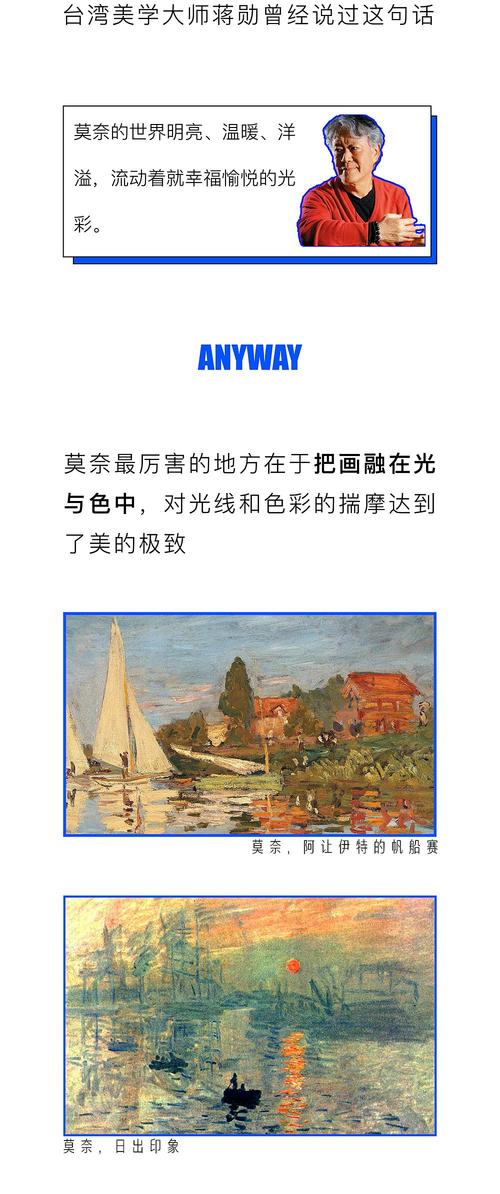 台湾美学大师蒋勋曾经说过这句话
莫奈的世界明亮、温暖、洋
溢，流动着就幸福愉悦的光
彩。
ANYWAY
莫奈最厉害的地方在于把画融在光
与色中，对光线和色彩的揣摩达到
了美的极致
莫奈，阿让伊特的帆船赛
莫奈，日出印象